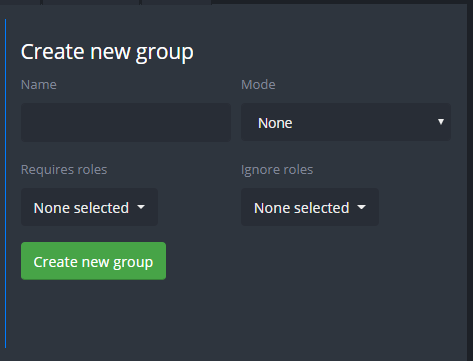 Create new group
Name Mode
None
Requires roles Ignore roles
None selected None selected
Create new group